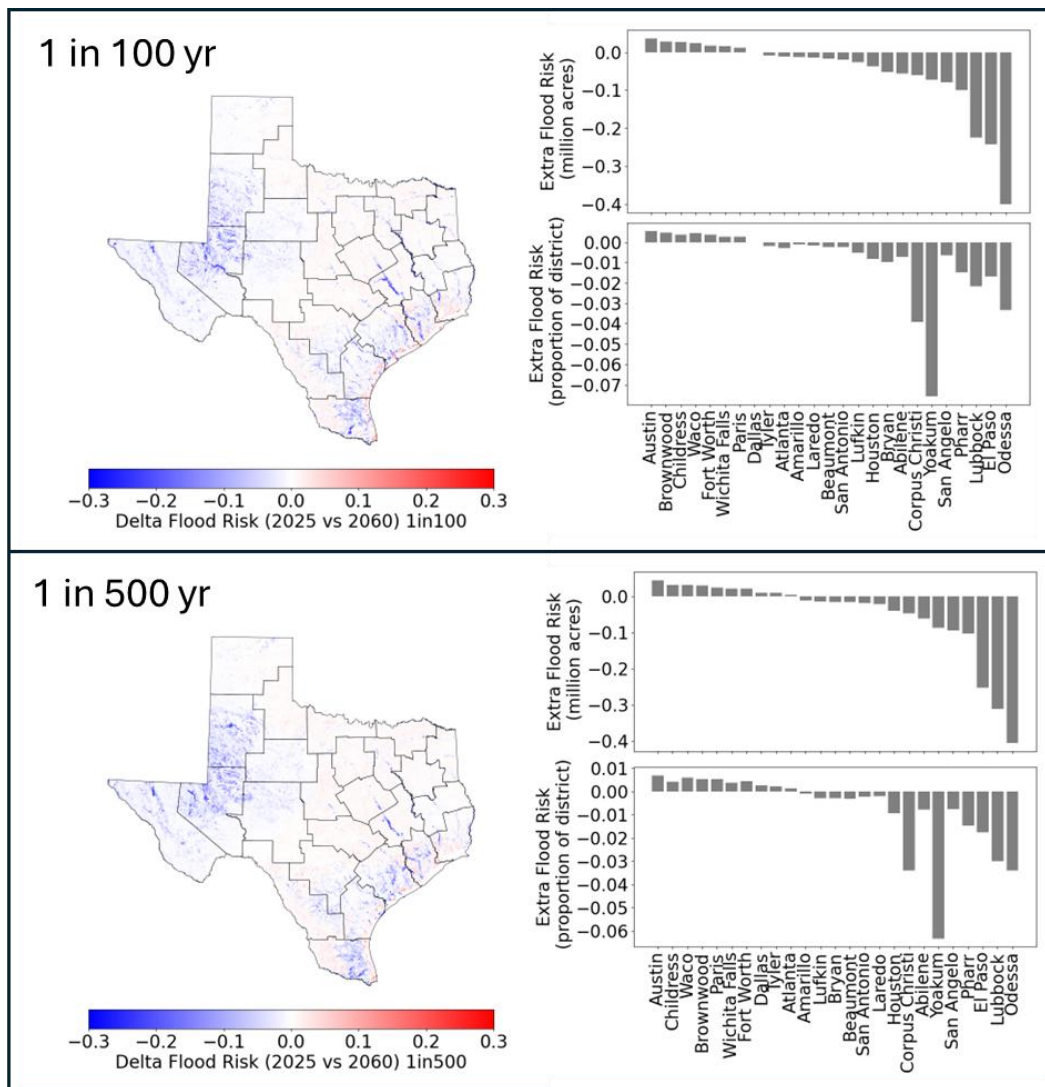 1 in 100 yr
−0.3 −0.2 −0.1 0.0 0.1 0.2 0.3
Delta Flood Risk (2025 vs 2060) 1in100
Extra Flood Risk
(million acres)
0.0
−0.1
−0.2
−0.3
−0.4
Extra Flood Risk
(proportion of district)
0.00
−0.01
−0.02
−0.03
−0.04
−0.05
−0.06
−0.07
Austin
Brownwood
Childress
Waco
Fort Worth
Wichita Falls
Paris
Dallas
Tyler
Atlanta
Amarillo
Laredo
Beaumont
San Antonio
Lufkin
Houston
Bryan
Abilene
Corpus Christi
Yoakum
San Angelo
Pharr
Lubbock
El Paso
Odessa
1 in 500 yr
−0.3 −0.2 −0.1 0.0 0.1 0.2 0.3
Delta Flood Risk (2025 vs 2060) 1in500
Extra Flood Risk
(million acres)
0.0
−0.1
−0.2
−0.3
−0.4
Extra Flood Risk
(proportion of district)
0.01
0.00
−0.01
−0.02
−0.03
−0.04
−0.05
−0.06
Austin
Childress
Waco
Brownwood
Paris
Wichita Falls
Fort Worth
Dallas
Tyler
Atlanta
Amarillo
Lufkin
Bryan
Beaumont
San Antonio
Laredo
Houston
Corpus Christi
Abilene
Yoakum
San Angelo
Pharr
El Paso
Lubbock
Odessa